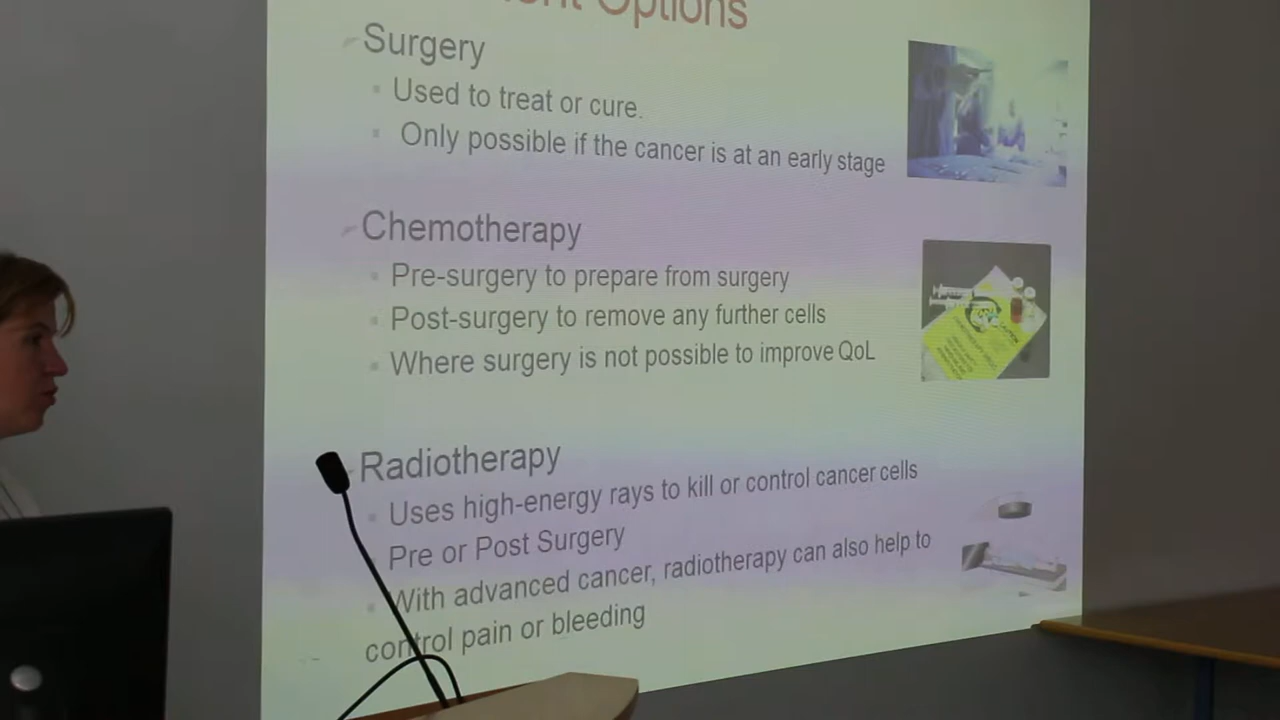 Options
Surgery
Used to treat or cure.
Only possible if the cancer is at an early stage
Chemotherapy
Pre-surgery to prepare from surgery
Post-surgery to remove any further cells
Where surgery is not possible to improve QoL
Radiotherapy
Uses high-energy rays to kill or control cancer cells
Pre or Post Surgery
With advanced cancer, radiotherapy can also help to
control pain or bleeding